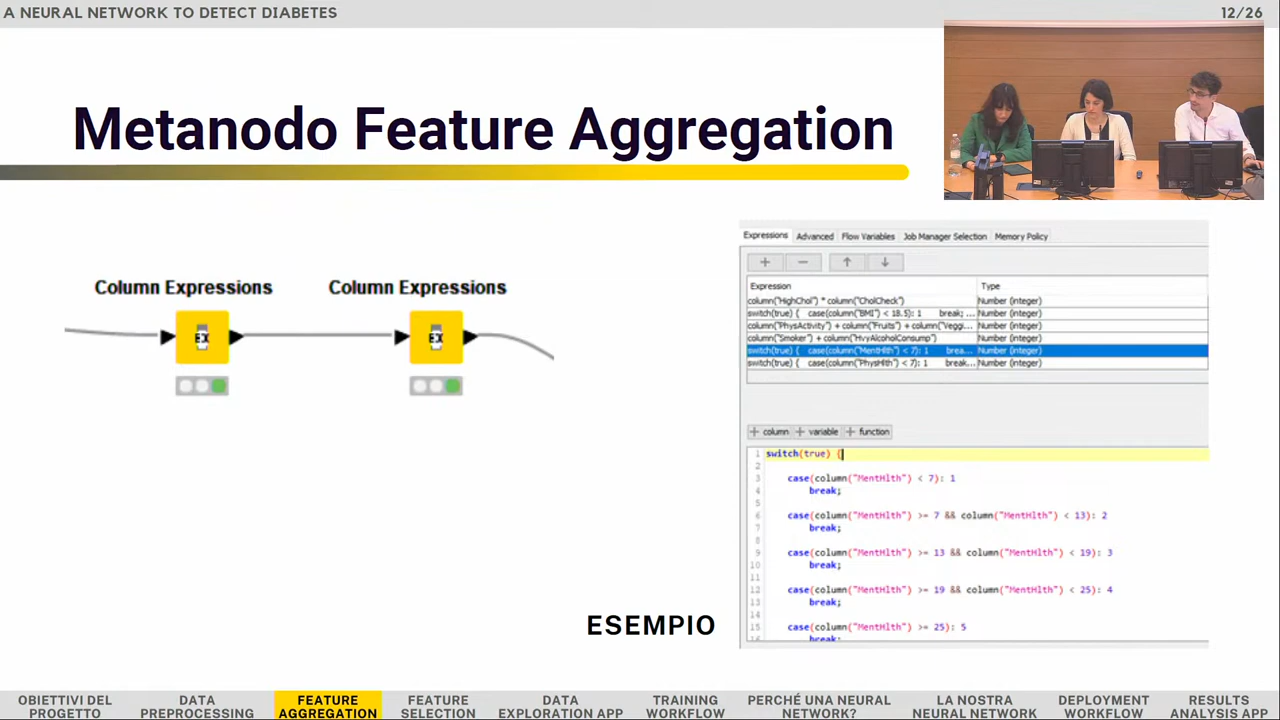 A NEURAL NETWORK TO DETECT DIABETES
12/26
Metanodo Feature Aggregation
Column Expressions
Column Expressions
EX
EX
Expressions Advanced Flow Variables Job Manager Selection Memory Policy
Expression Type
column("HighChol") * column("CholCheck") Number (integer)
switch(true) { case(column("BMI") < 18.5): 1 break; ... Number (integer)
column("PhysActivity") + column("Fruits") + column("Veggi... Number (integer)
column("Smoker") + column("HvyAlcoholConsump") Number (integer)
switch(true) { case(column("MentHlth") < 7): 1 brea... Number (integer)
switch(true) { case(column("PhysHlth") < 7): 1 break... Number (integer)
+ column + variable + function
1 switch(true) {
2
3 case(column("MentHlth") < 7): 1
4 break;
5
6 case(column("MentHlth") >= 7 && column("MentHlth") < 13): 2
7 break;
8
9 case(column("MentHlth") >= 13 && column("MentHlth") < 19): 3
10 break;
11
12 case(column("MentHlth") >= 19 && column("MentHlth") < 25): 4
13 break;
14
15 case(column("MentHlth") >= 25): 5
break;
ESEMPIO
OBIETTIVI DEL PROGETTO
DATA PREPROCESSING
FEATURE AGGREGATION
FEATURE SELECTION
DATA EXPLORATION APP
TRAINING WORKFLOW
PERCHÉ UNA NEURAL NETWORK?
LA NOSTRA NEURAL NETWORK
DEPLOYMENT WORKFLOW
RESULTS ANALYSIS APP